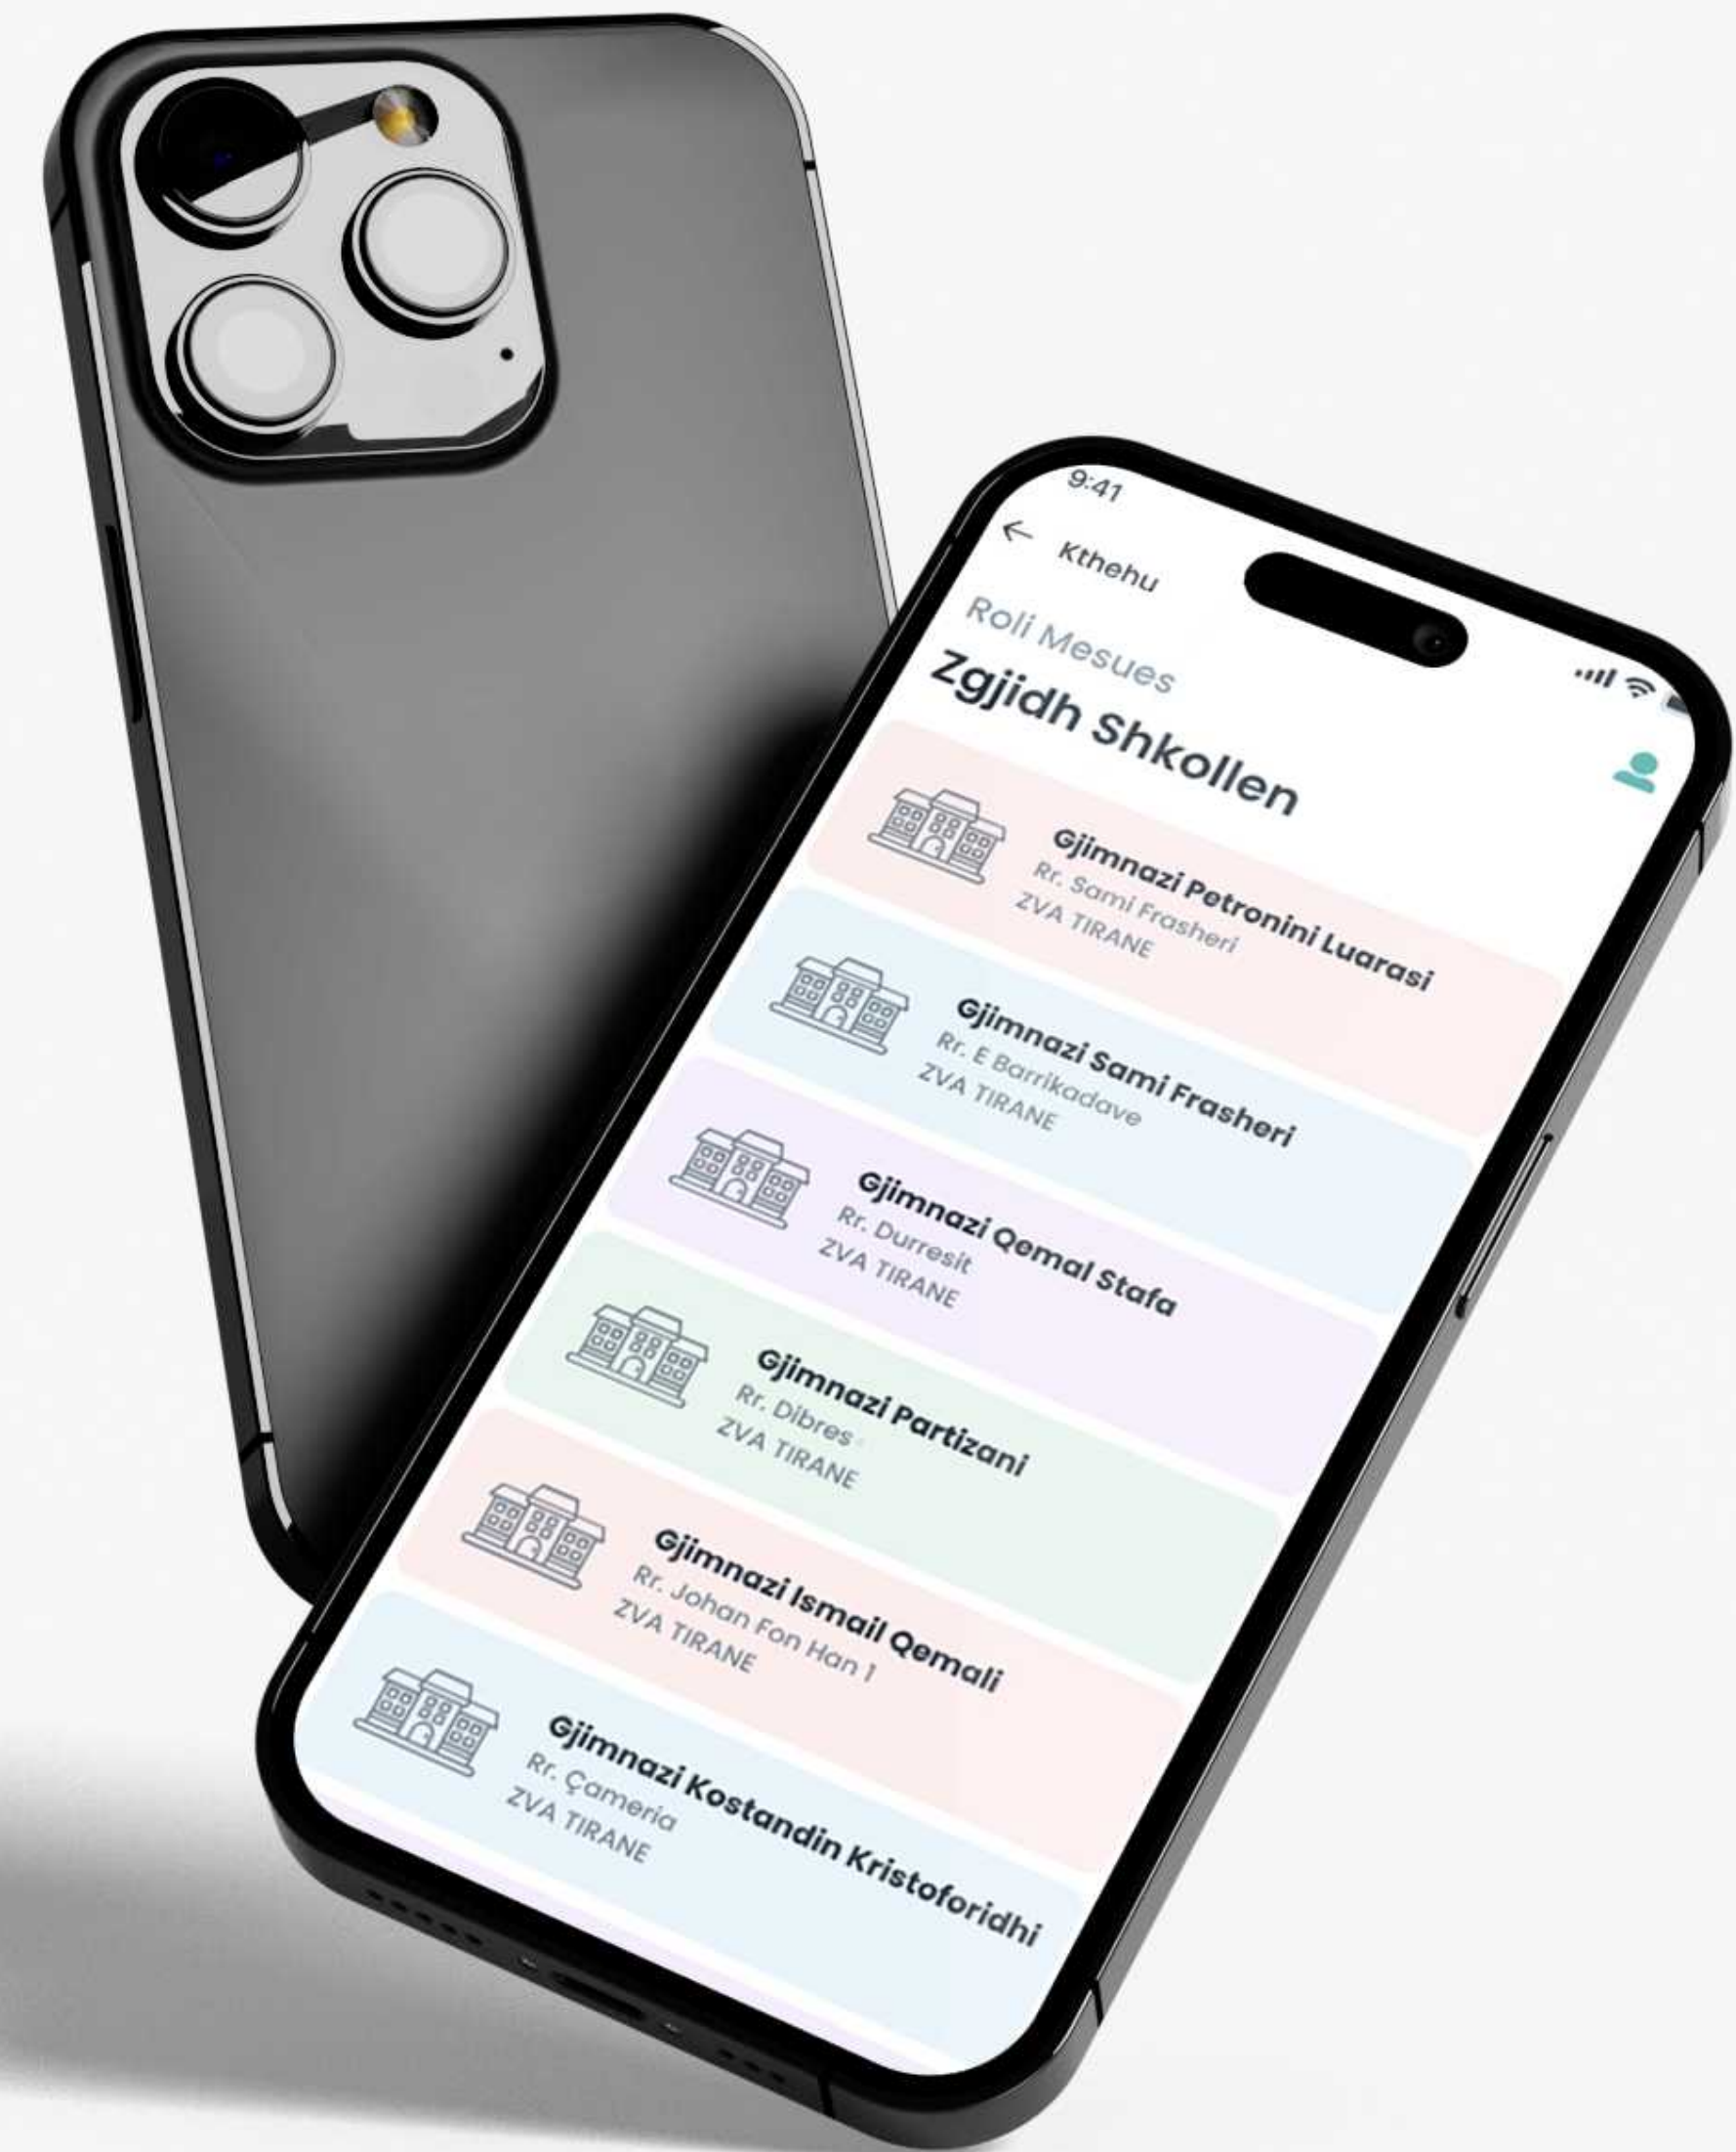 9:41
Kthehu
Roli Mesues
Zgjidh Shkollen
Gjimnazi Petronini Luarasi
Rr. Sami Frasheri
ZVA TIRANE
Gjimnazi Sami Frasheri
Rr. E Barrikadave
ZVA TIRANE
Gjimnazi Qemal Stafa
Rr. Durresit
ZVA TIRANE
Gjimnazi Partizani
Rr. Dibres
ZVA TIRANE
Gjimnazi Ismail Qemali
Rr. Johan Fon Han 1
ZVA TIRANE
Gjimnazi Kostandin Kristoforidhi
Rr. Çameria
ZVA TIRANE